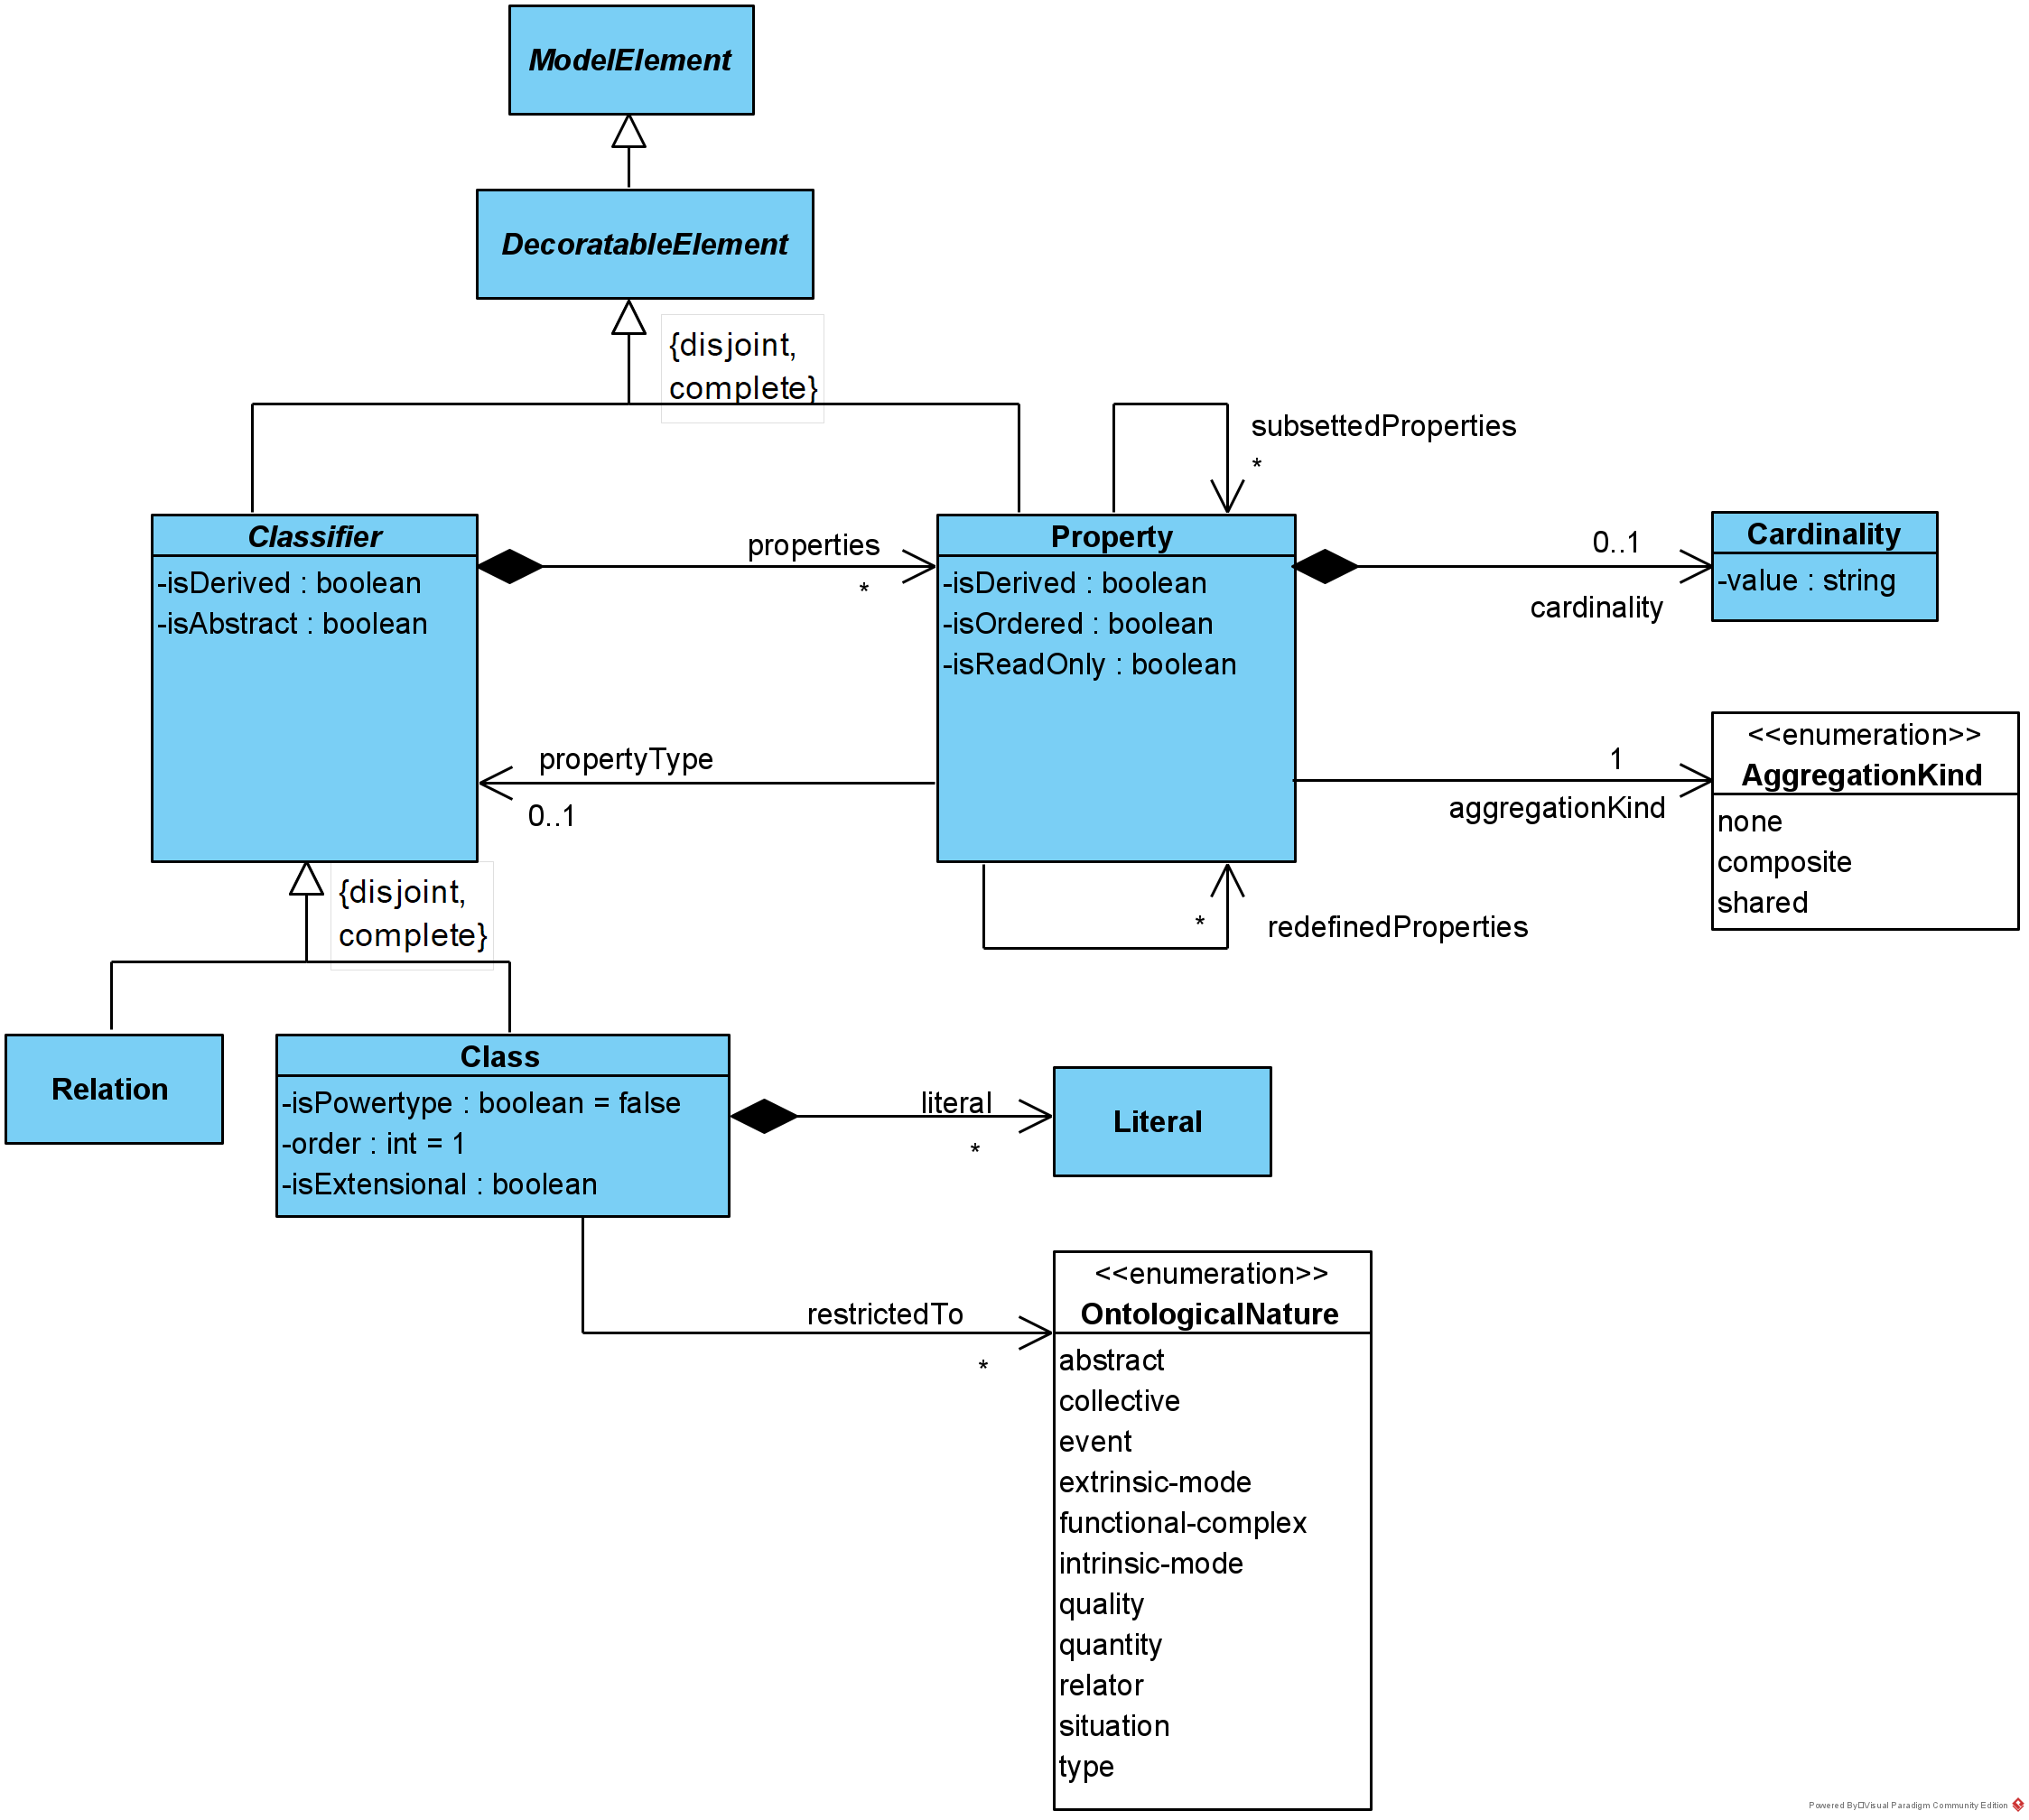 ModelElement
DecoratableElement
{disjoint,
complete}
subsettedProperties
*
Classifier
-isDerived : boolean
-isAbstract : boolean
properties
*
propertyType
0..1
Property
-isDerived : boolean
-isOrdered : boolean
-isReadOnly : boolean
0..1
cardinality
Cardinality
-value : string
1
aggregationKind
<<enumeration>>
AggregationKind
none
composite
shared
*
redefinedProperties
{disjoint,
complete}
Relation
Class
-isPowertype : boolean = false
-order : int = 1
-isExtensional : boolean
literal
*
Literal
restrictedTo
*
<<enumeration>>
OntologicalNature
abstract
collective
event
extrinsic-mode
functional-complex
intrinsic-mode
quality
quantity
relator
situation
type
Powered By□Visual Paradigm Community Edition